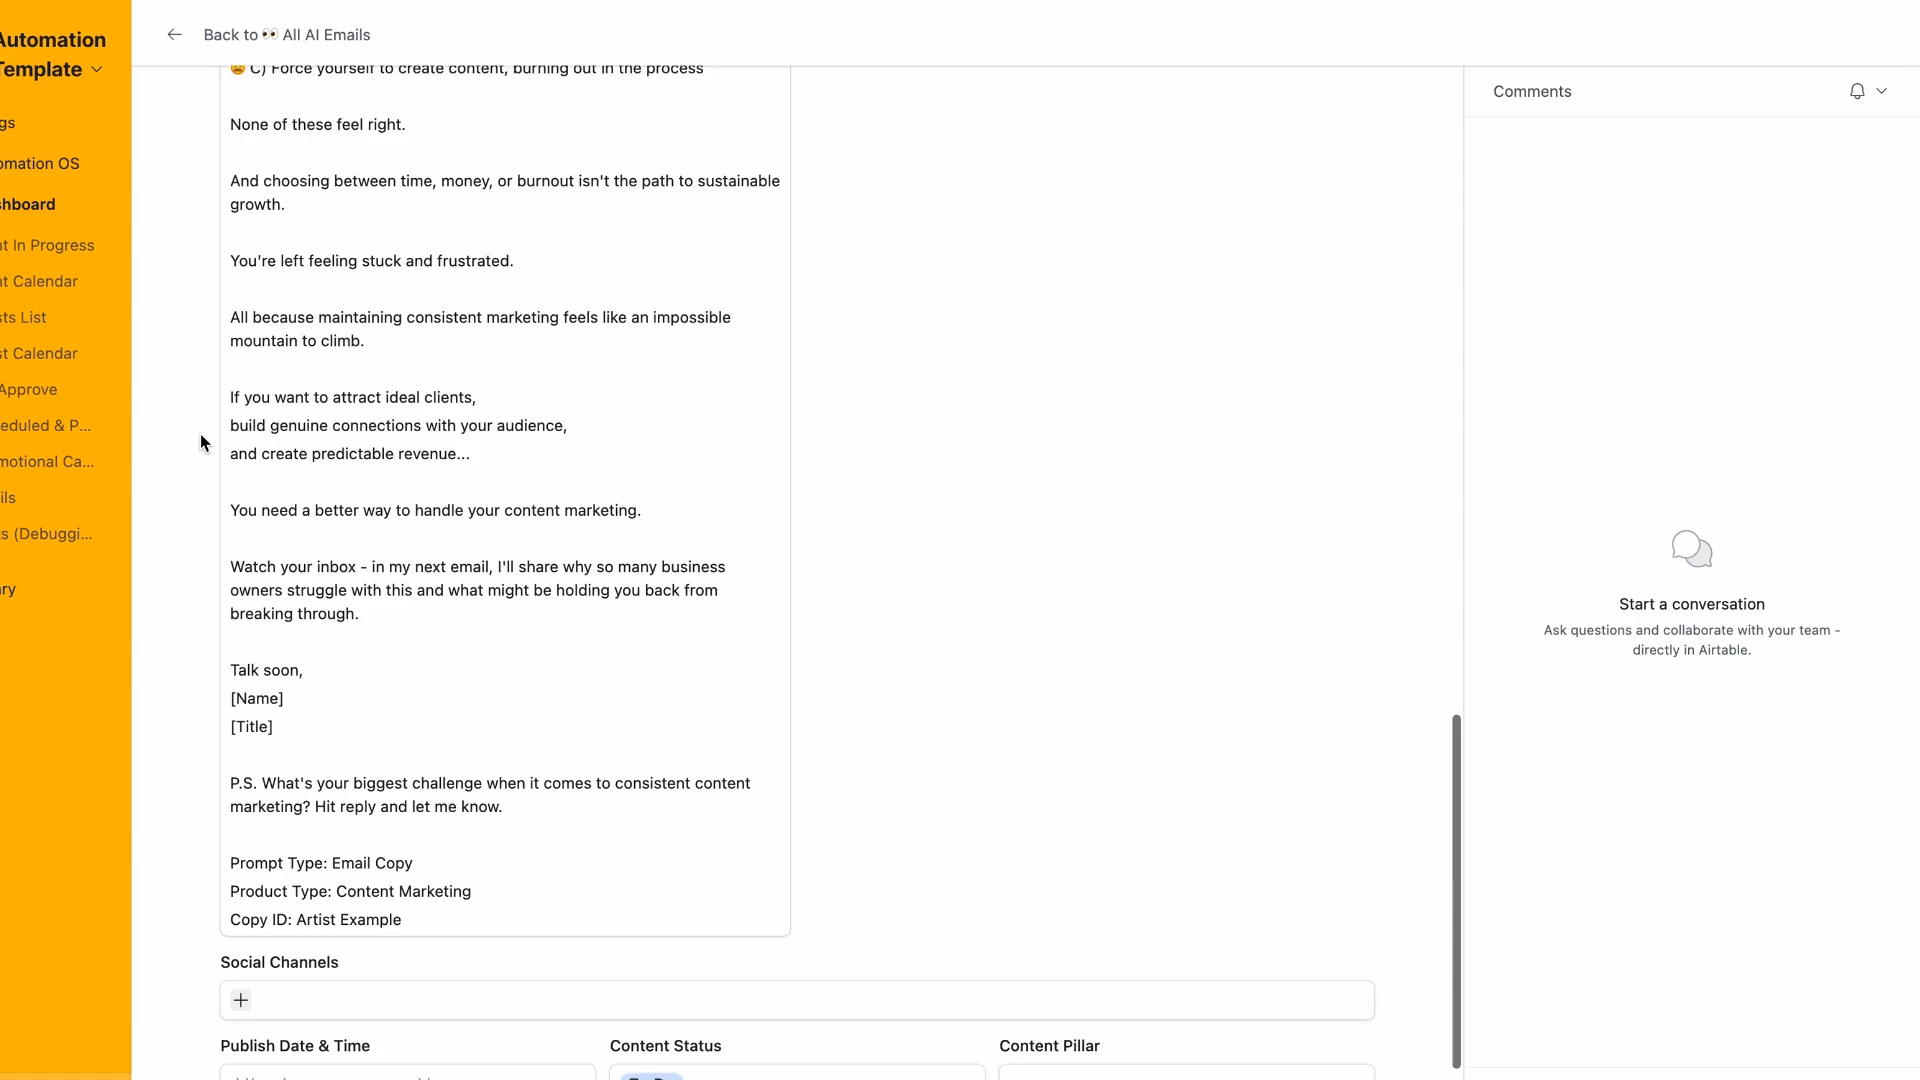 Automation
Template
gs
omation OS
shboard
nt In Progress
nt Calendar
sts List
st Calendar
Approve
eduled & P...
motional Ca...
ils
s (Debuggi...
ry
Back to 👀 All AI Emails
😩 C) Force yourself to create content, burning out in the process
None of these feel right.
And choosing between time, money, or burnout isn't the path to sustainable
growth.
You're left feeling stuck and frustrated.
All because maintaining consistent marketing feels like an impossible
mountain to climb.
If you want to attract ideal clients,
build genuine connections with your audience,
and create predictable revenue...
You need a better way to handle your content marketing.
Watch your inbox - in my next email, I'll share why so many business
owners struggle with this and what might be holding you back from
breaking through.
Talk soon,
[Name]
[Title]
P.S. What's your biggest challenge when it comes to consistent content
marketing? Hit reply and let me know.
Prompt Type: Email Copy
Product Type: Content Marketing
Copy ID: Artist Example
Social Channels
Publish Date & Time
Content Status
Content Pillar
Comments
Start a conversation
Ask questions and collaborate with your team -
directly in Airtable.